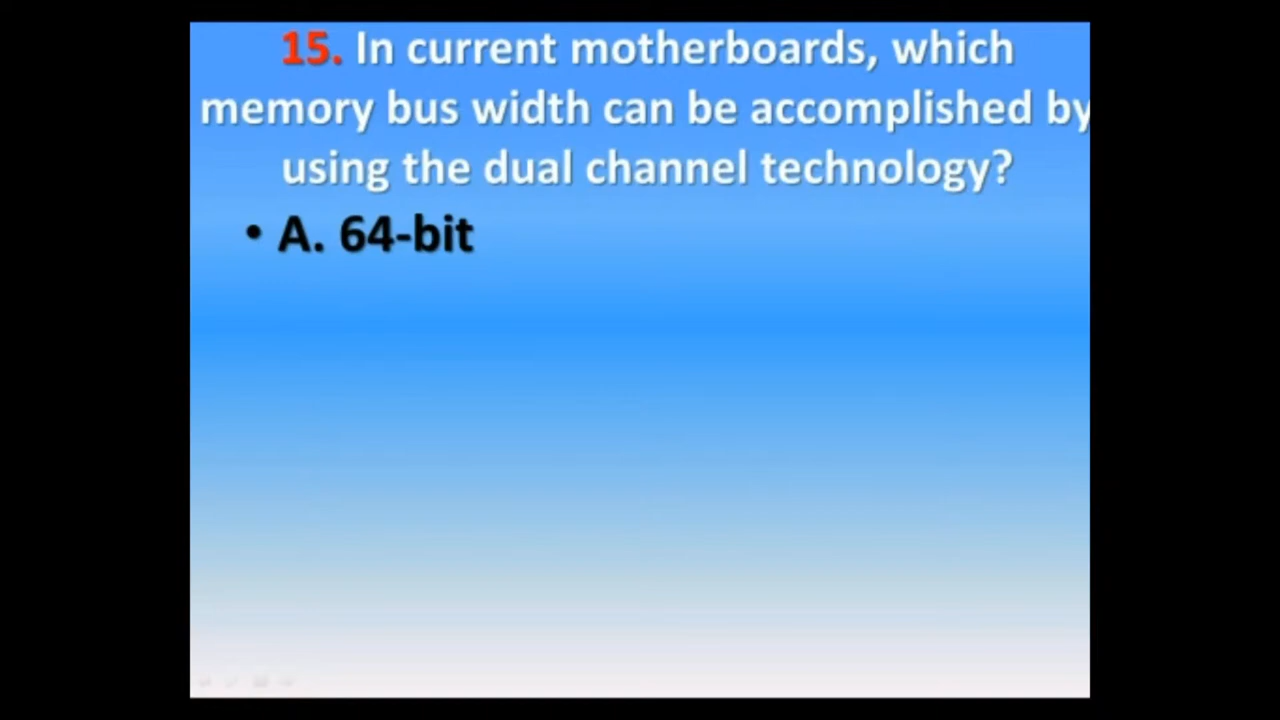 15. In current motherboards, which
memory bus width can be accomplished by
using the dual channel technology?
• A. 64-bit